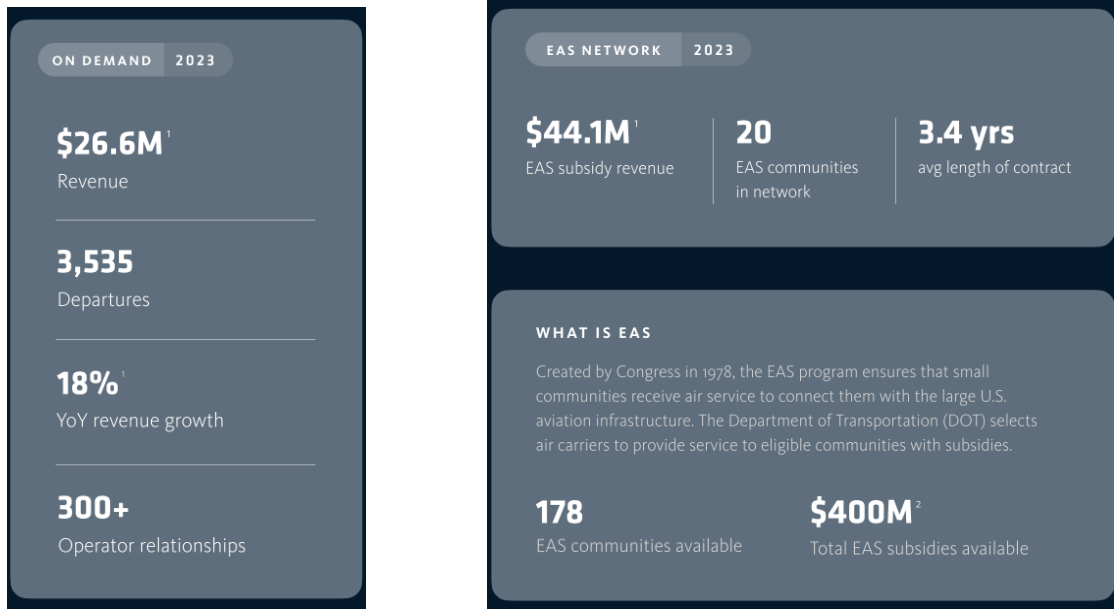 ON DEMAND 2023
$26.6M¹
Revenue
3,535
Departures
18%¹
YoY revenue growth
300+
Operator relationships
EAS NETWORK 2023
$44.1M¹
EAS subsidy revenue
20
EAS communities
in network
3.4 yrs
avg length of contract
WHAT IS EAS
Created by Congress in 1978, the EAS program ensures that small
communities receive air service to connect them with the large U.S.
aviation infrastructure. The Department of Transportation (DOT) selects
air carriers to provide service to eligible communities with subsidies.
178
EAS communities available
$400M²
Total EAS subsidies available